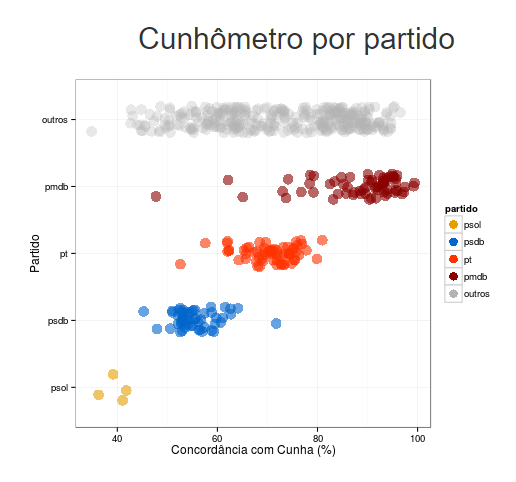 Cunhômetro por partido
outros
pmdb
pt
psdb
psol
Partido
40 60 80 100
Concordância com Cunha (%)
partido
psol
psdb
pt
pmdb
outros